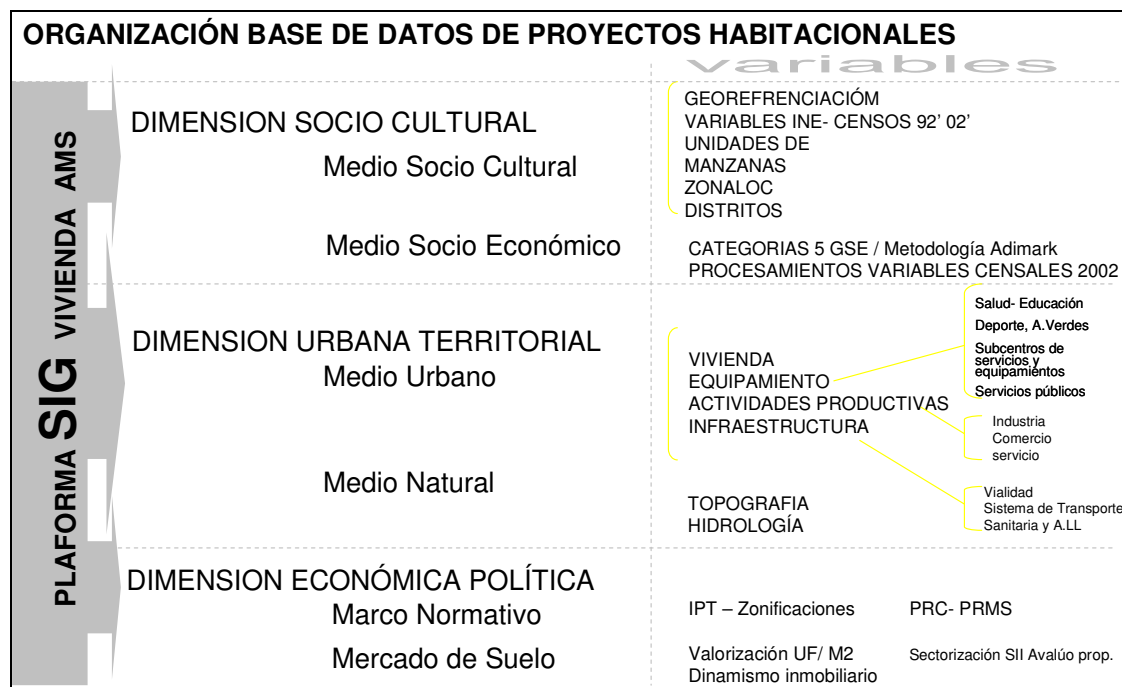 ORGANIZACIÓN BASE DE DATOS DE PROYECTOS HABITACIONALES
variables
PLAFORMA SIG VIVIENDA AMS
DIMENSION SOCIO CULTURAL
Medio Socio Cultural
GEOREFRENCIACIÓM
VARIABLES INE- CENSOS 92’ 02’
UNIDADES DE
MANZANAS
ZONALOC
DISTRITOS
Medio Socio Económico
CATEGORIAS 5 GSE / Metodología Adimark
PROCESAMIENTOS VARIABLES CENSALES 2002
DIMENSION URBANA TERRITORIAL
Medio Urbano
VIVIENDA
EQUIPAMIENTO
ACTIVIDADES PRODUCTIVAS
INFRAESTRUCTURA
Salud- Educación
Deporte, A.Verdes
Subcentros de
servicios y
equipamientos
Servicios públicos
Industria
Comercio
servicio
Vialidad
Sistema de Transporte
Sanitaria y A.LL
Medio Natural
TOPOGRAFIA
HIDROLOGÍA
DIMENSION ECONÓMICA POLÍTICA
Marco Normativo
IPT – Zonificaciones PRC- PRMS
Mercado de Suelo
Valorización UF/ M2 Sectorización SII Avalúo prop.
Dinamismo inmobiliario